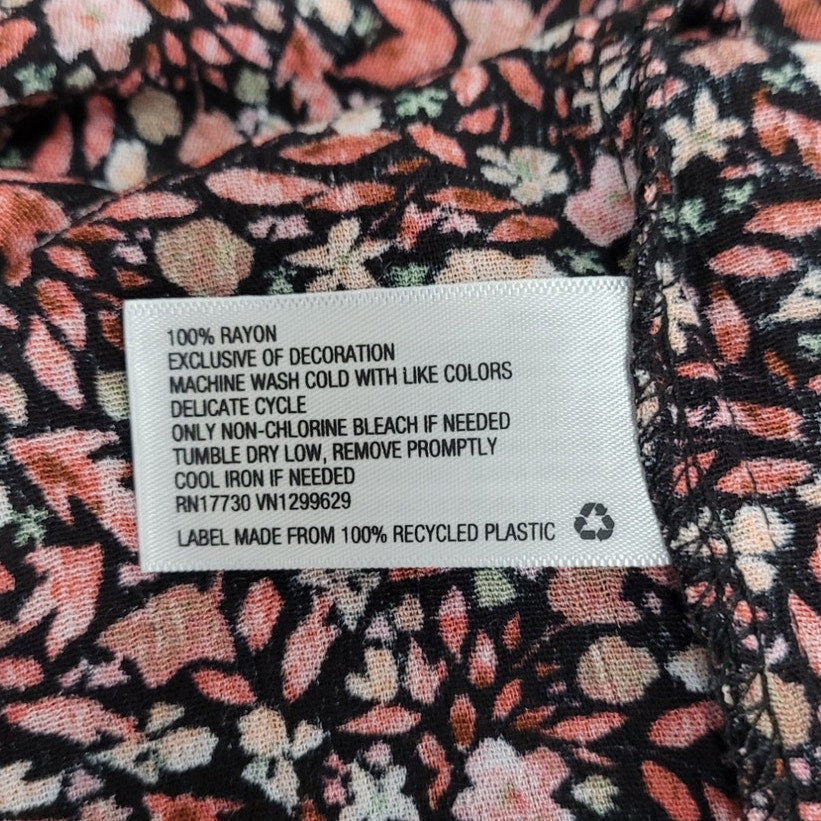 100% RAYON
EXCLUSIVE OF DECORATION
MACHINE WASH COLD WITH LIKE COLORS
DELICATE CYCLE
ONLY NON-CHLORINE BLEACH IF NEEDED
TUMBLE DRY LOW, REMOVE PROMPTLY
COOL IRON IF NEEDED
RN17730 VN1299629
LABEL MADE FROM 100% RECYCLED PLASTIC